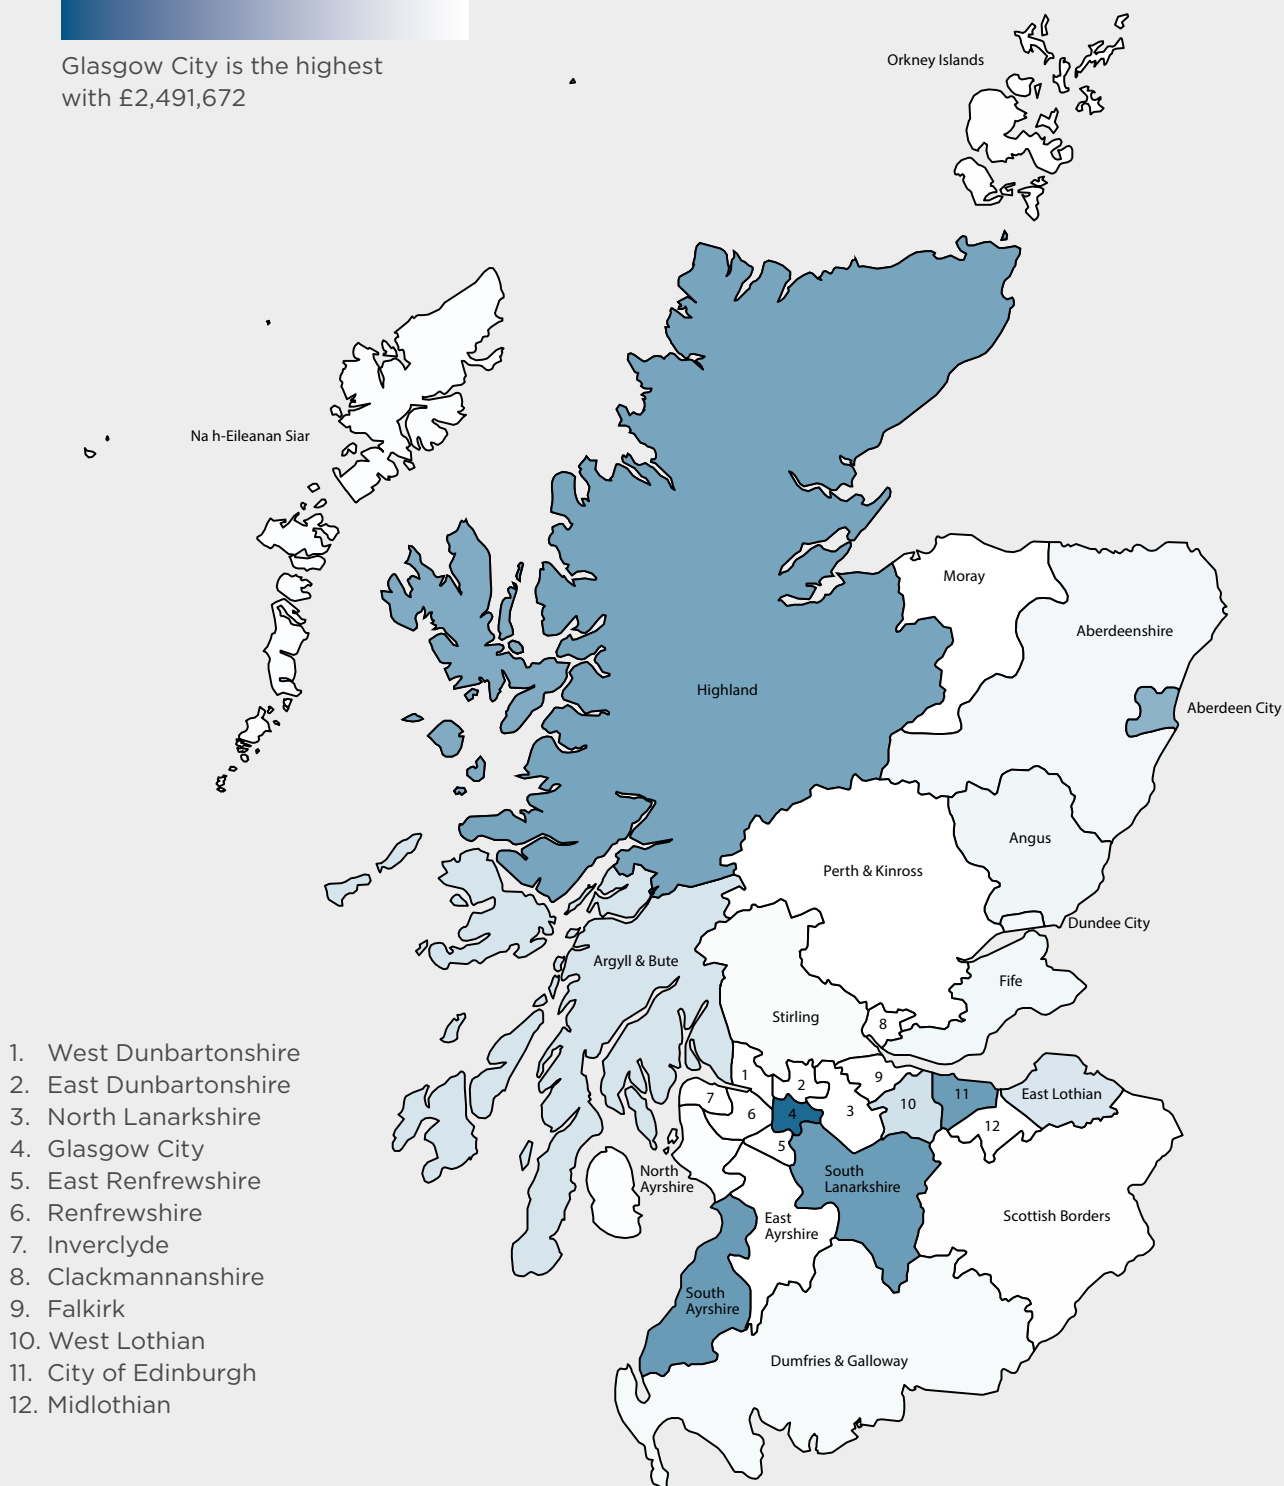 Glasgow City is the highest
with £2,491,672
Orkney Islands
Na h-Eileanan Siar
Moray
Aberdeenshire
Highland
Aberdeen City
Angus
Perth & Kinross
Dundee City
Argyll & Bute
Fife
Stirling
8
1
2
9
11
East Lothian
7
6
4
3
10
12
5
North
Ayrshire
South
Lanarkshire
East
Ayrshire
Scottish Borders
South
Ayrshire
Dumfries & Galloway
1. West Dunbartonshire
2. East Dunbartonshire
3. North Lanarkshire
4. Glasgow City
5. East Renfrewshire
6. Renfrewshire
7. Inverclyde
8. Clackmannanshire
9. Falkirk
10. West Lothian
11. City of Edinburgh
12. Midlothian